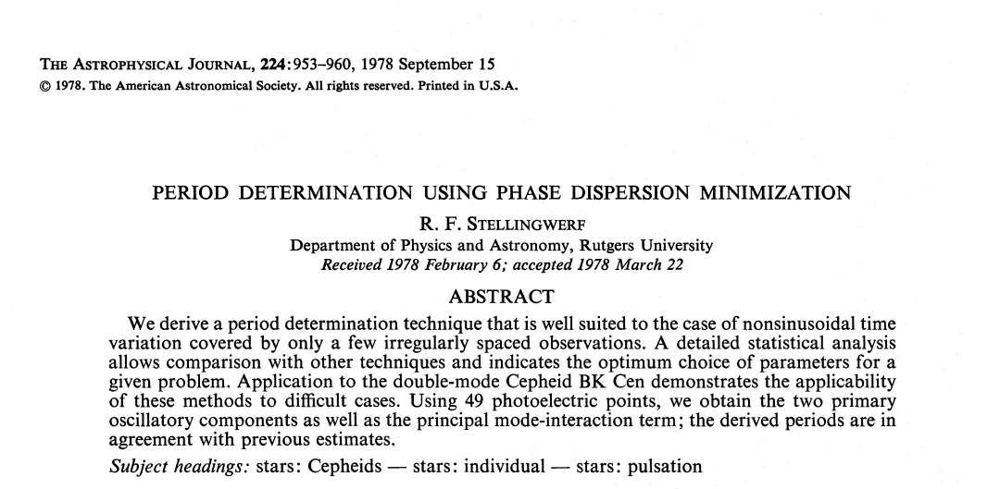 THE ASTROPHYSICAL JOURNAL, 224:953–960, 1978 September 15
© 1978. The American Astronomical Society. All rights reserved. Printed in U.S.A.
PERIOD DETERMINATION USING PHASE DISPERSION MINIMIZATION
R. F. STELLINGWERF
Department of Physics and Astronomy, Rutgers University
Received 1978 February 6; accepted 1978 March 22
ABSTRACT
We derive a period determination technique that is well suited to the case of nonsinusoidal time
variation covered by only a few irregularly spaced observations. A detailed statistical analysis
allows comparison with other techniques and indicates the optimum choice of parameters for a
given problem. Application to the double-mode Cepheid BK Cen demonstrates the applicability
of these methods to difficult cases. Using 49 photoelectric points, we obtain the two primary
oscillatory components as well as the principal mode-interaction term; the derived periods are in
agreement with previous estimates.
Subject headings: stars: Cepheids — stars: individual — stars: pulsation